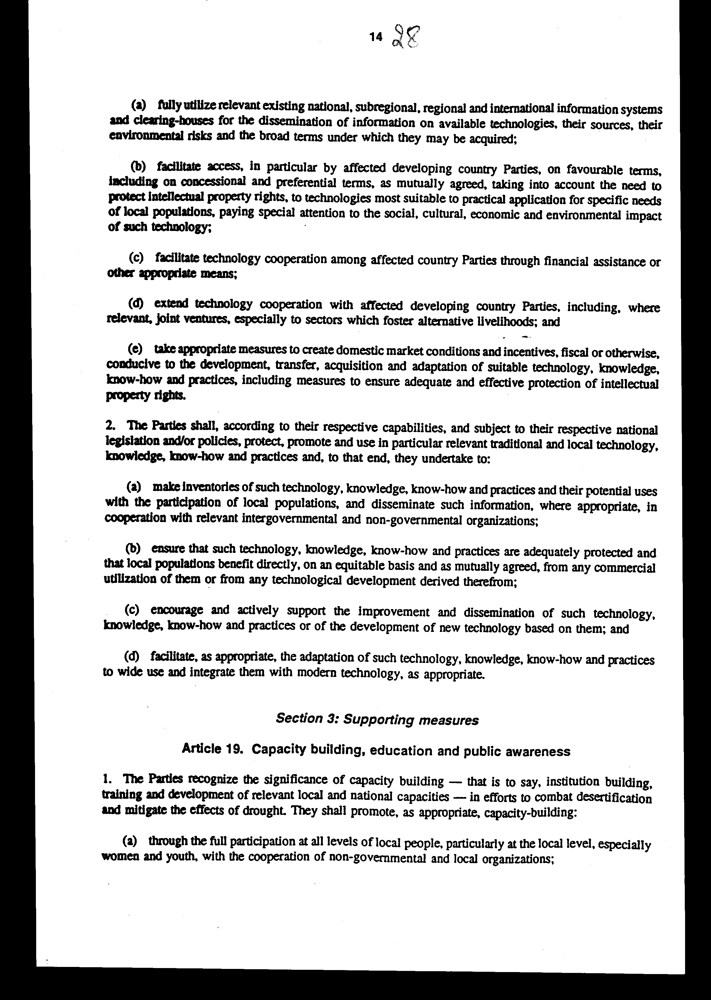 14 28
(a) fully utilize relevant existing national, subregional, regional and international information systems
and clearing-houses for the dissemination of information on available technologies, their sources, their
environmental risks and the broad terms under which they may be acquired;
(b) facilitate access, in particular by affected developing country Parties, on favourable terms,
including on concessional and preferential terms, as mutually agreed, taking into account the need to
protect intellectual property rights, to technologies most suitable to practical application for specific needs
of local populations, paying special attention to the social, cultural, economic and environmental impact
of such technology;
(c) facilitate technology cooperation among affected country Parties through financial assistance or
other appropriate means;
(d) extend technology cooperation with affected developing country Parties, including, where
relevant, joint ventures, especially to sectors which foster alternative livelihoods; and
(e) take appropriate measures to create domestic market conditions and incentives, fiscal or otherwise,
conducive to the development, transfer, acquisition and adaptation of suitable technology, knowledge,
know-how and practices, including measures to ensure adequate and effective protection of intellectual
property rights.
2. The Parties shall, according to their respective capabilities, and subject to their respective national
legislation and/or policies, protect, promote and use in particular relevant traditional and local technology,
knowledge, know-how and practices and, to that end, they undertake to:
(a) make inventories of such technology, knowledge, know-how and practices and their potential uses
with the participation of local populations, and disseminate such information, where appropriate, in
cooperation with relevant intergovernmental and non-governmental organizations;
(b) ensure that such technology, knowledge, know-how and practices are adequately protected and
that local populations benefit directly, on an equitable basis and as mutually agreed, from any commercial
utilization of them or from any technological development derived therefrom;
(c) encourage and actively support the improvement and dissemination of such technology,
knowledge, know-how and practices or of the development of new technology based on them; and
(d) facilitate, as appropriate, the adaptation of such technology, knowledge, know-how and practices
to wide use and integrate them with modern technology, as appropriate.
Section 3: Supporting measures
Article 19. Capacity building, education and public awareness
1. The Parties recognize the significance of capacity building — that is to say, institution building,
training and development of relevant local and national capacities — in efforts to combat desertification
and mitigate the effects of drought. They shall promote, as appropriate, capacity-building:
(a) through the full participation at all levels of local people, particularly at the local level, especially
women and youth, with the cooperation of non-governmental and local organizations;